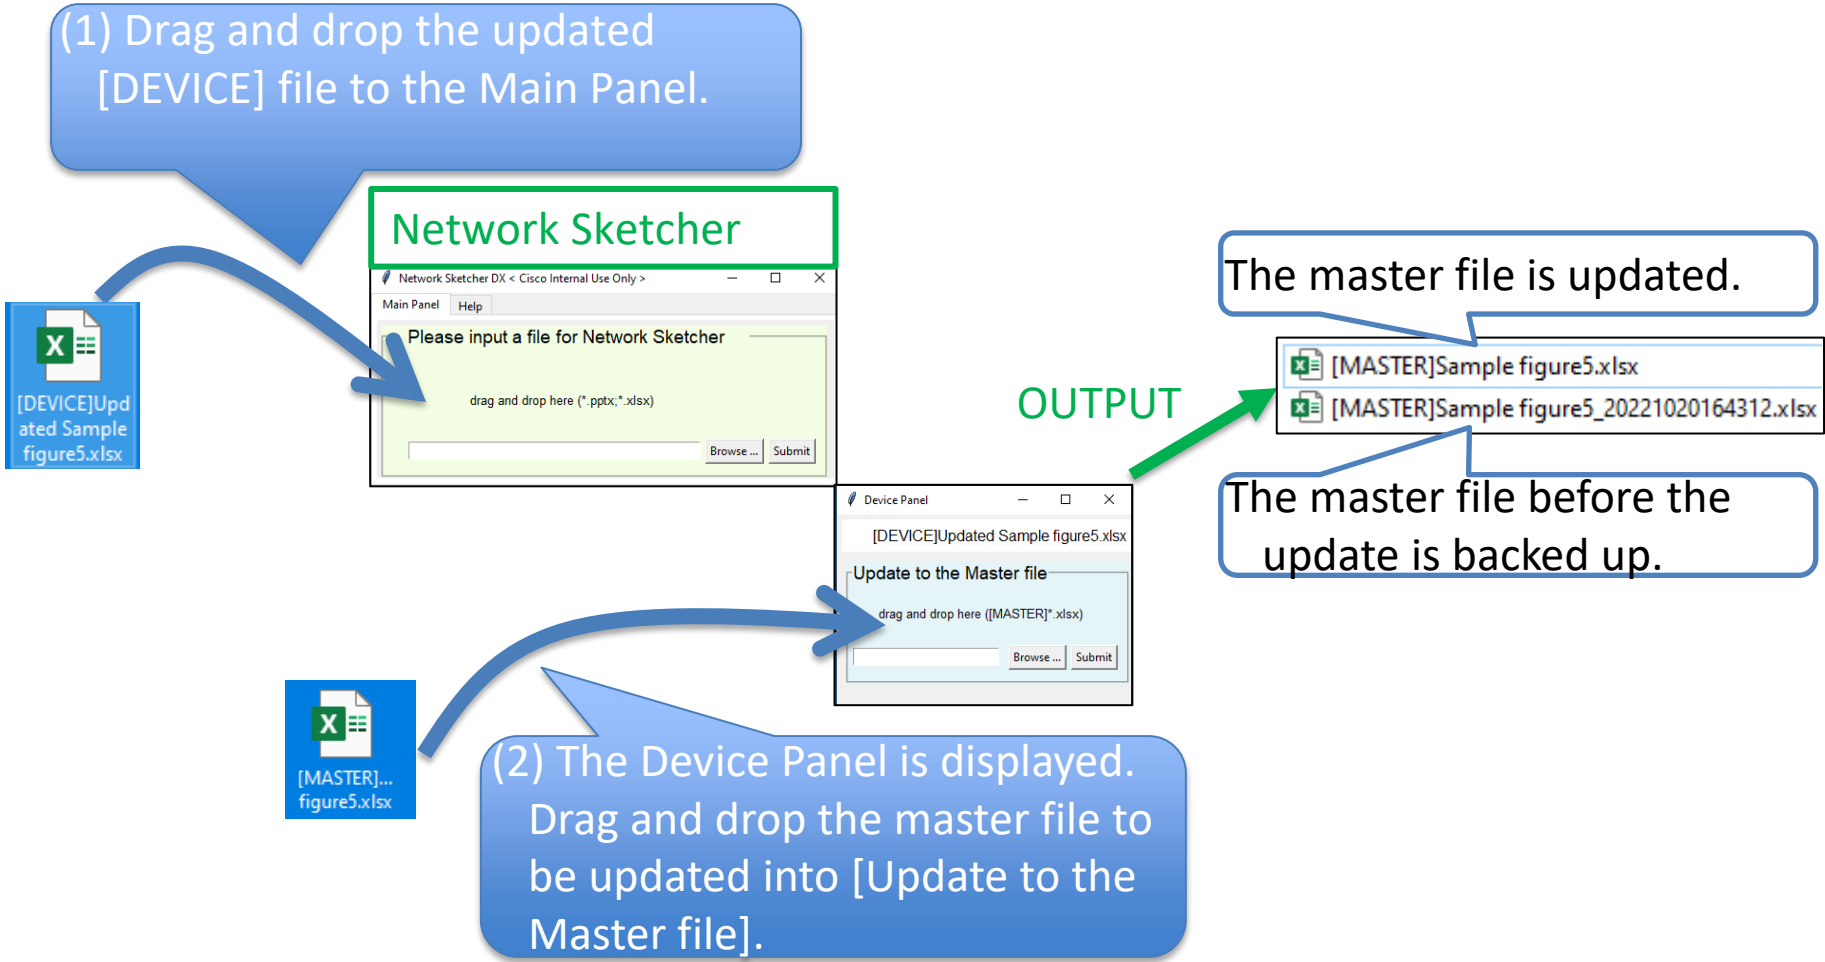 (1) Drag and drop the updated
[DEVICE] file to the Main Panel.
Network Sketcher
Network Sketcher DX < Cisco Internal Use Only >
Main Panel
Help
Please input a file for Network Sketcher
drag and drop here (*.pptx;*.xlsx)
Browse ...
Submit
[DEVICE]Upd
ated Sample
figure5.xlsx
The master file is updated.
[MASTER]Sample figure5.xlsx
[MASTER]Sample figure5_20221020164312.xlsx
OUTPUT
The master file before the
update is backed up.
Device Panel
[DEVICE]Updated Sample figure5.xlsx
Update to the Master file
drag and drop here ([MASTER]*.xlsx)
Browse ...
Submit
[MASTER]...
figure5.xlsx
(2) The Device Panel is displayed.
Drag and drop the master file to
be updated into [Update to the
Master file].